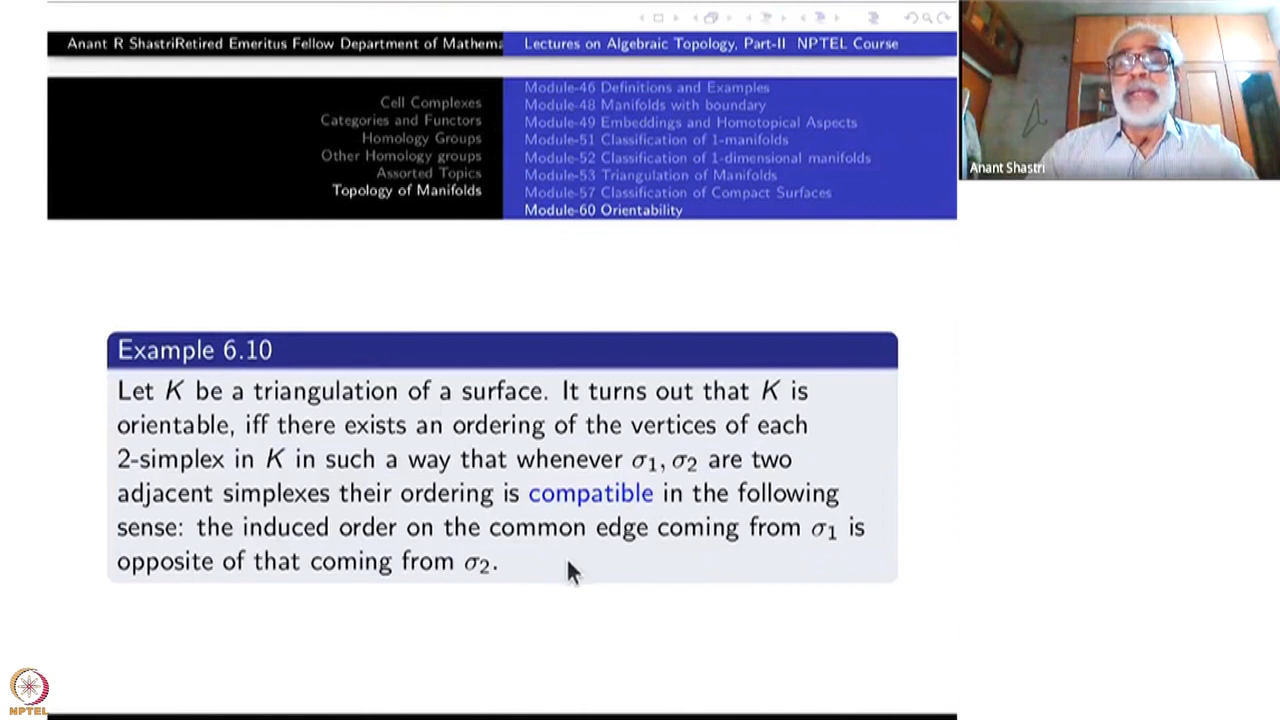 Anant R ShastriRetired Emeritus Fellow Department of Mathema
Lectures on Algebraic Topology, Part-II NPTEL Course
Cell Complexes
Categories and Functors
Homology Groups
Other Homology groups
Assorted Topics
Topology of Manifolds
Module-46 Definitions and Examples
Module-48 Manifolds with boundary
Module-49 Embeddings and Homotopical Aspects
Module-51 Classification of 1-manifolds
Module-52 Classification of 1-dimensional manifolds
Module-53 Triangulation of Manifolds
Module-57 Classification of Compact Surfaces
Module-60 Orientability
Anant Shastri
Example 6.10
Let K be a triangulation of a surface. It turns out that K is
orientable, iff there exists an ordering of the vertices of each
2-simplex in K in such a way that whenever σ₁, σ₂ are two
adjacent simplexes their ordering is compatible in the following
sense: the induced order on the common edge coming from σ₁ is
opposite of that coming from σ₂.
NPTEL